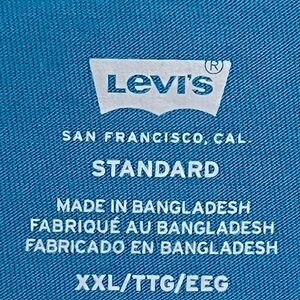 Levi's®
SAN FRANCISCO, CAL.
STANDARD
MADE IN BANGLADESH
FABRIQUÉ AU BANGLADESH
FABRICADO EN BANGLADESH
XXL/TTG/EEG